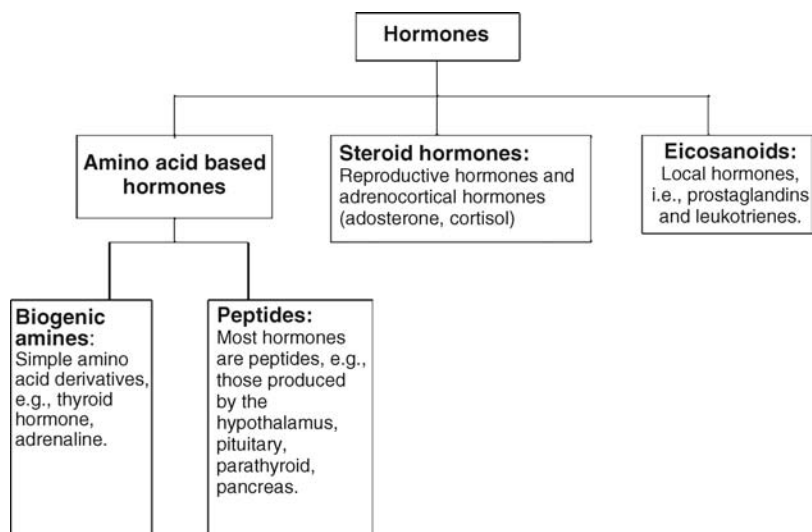 Hormones
Amino acid based
hormones
Steroid hormones:
Reproductive hormones and
adrenocortical hormones
(adosterone, cortisol)
Eicosanoids:
Local hormones,
i.e., prostaglandins
and leukotrienes.
Biogenic
amines:
Simple amino
acid derivatives,
e.g., thyroid
hormone,
adrenaline.
Peptides:
Most hormones
are peptides, e.g.,
those produced
by the
hypothalamus,
pituitary,
parathyroid,
pancreas.